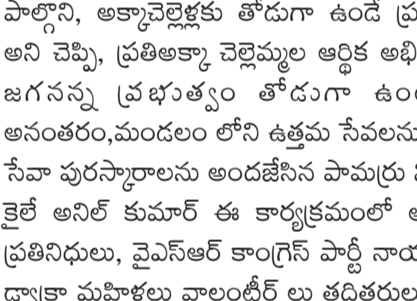 పాల్గొని, అక్కాచెల్లెళ్లకు తోడుగా ఉండే ప్ర
అని చెప్పి, ప్రతిఅక్కా చెల్లెమ్మల ఆర్థిక అభి
జగనన్న ప్రభుత్వం తోడుగా ఉం
అనంతరం,మండలం లోని ఉత్తమ సేవలను
సేవా పురస్కారాలను అందజేసిన పామర్రు
కైలే అనిల్ కుమార్ ఈ కార్యక్రమంలో
ప్రతినిధులు, వైఎస్ఆర్ కాంగ్రెస్ పార్టీ నాయ
డ్వాక్రా మహిళలు వాలంటీర్ లు తదితరుల